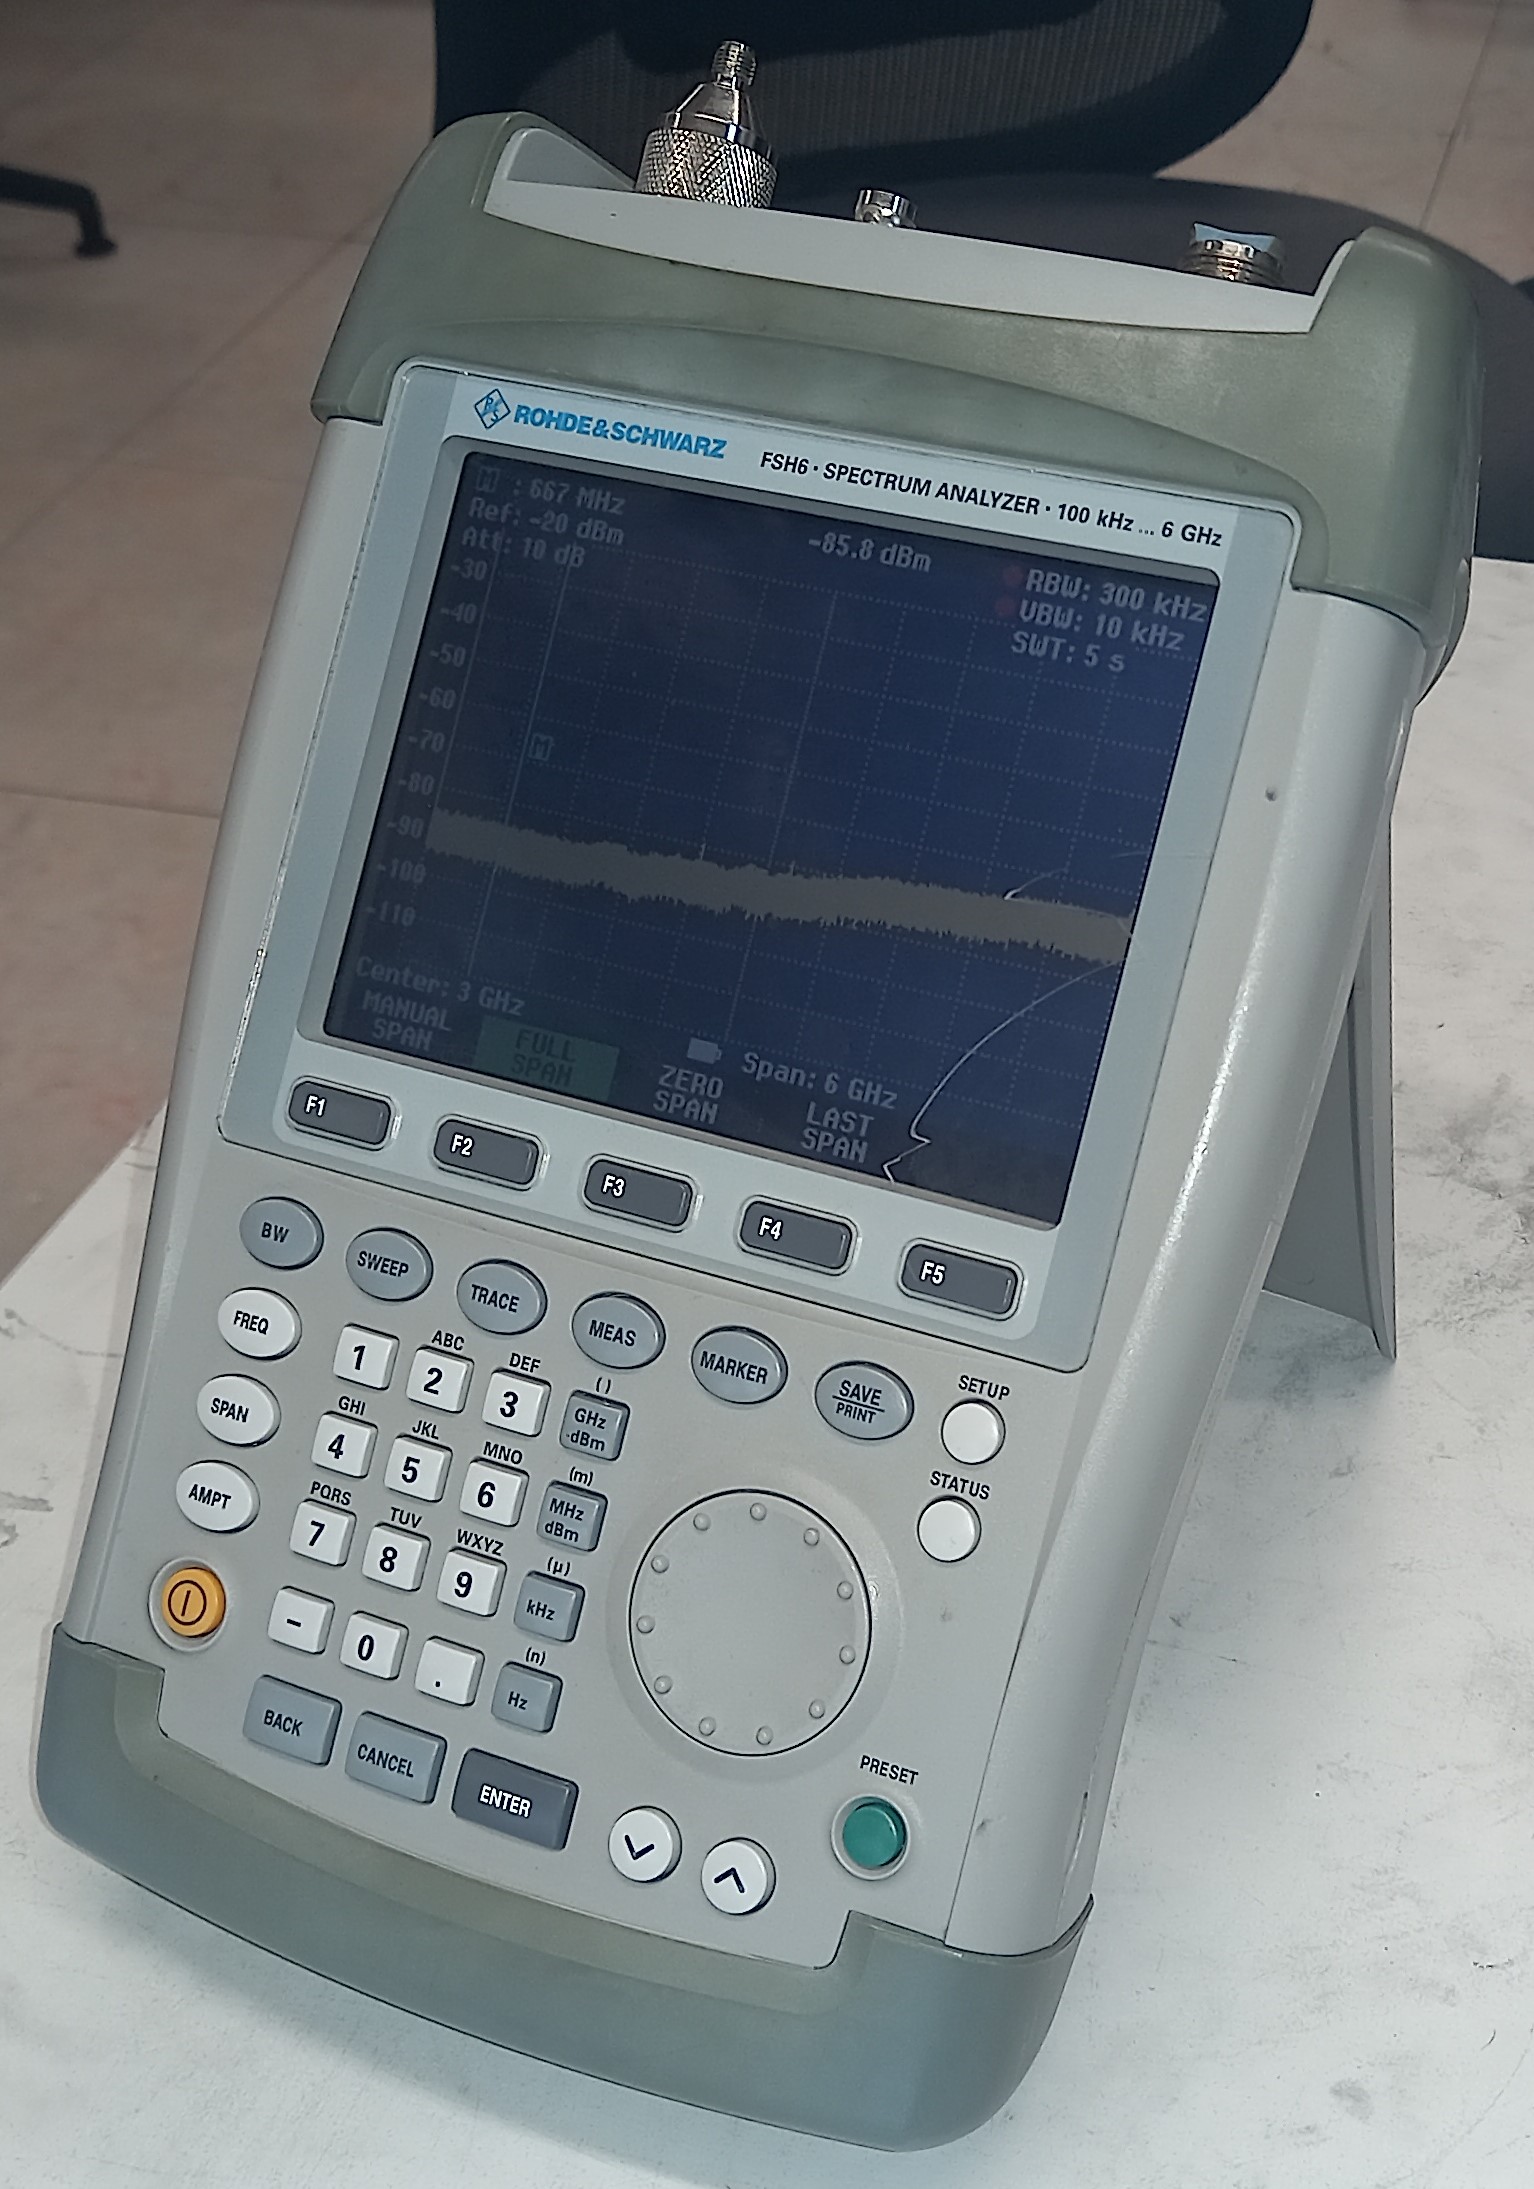 ROHDE&SCHWARZ
FSH6 · SPECTRUM ANALYZER · 100 kHz ... 6 GHz
M : 667 MHz
Ref: -20 dBm
-85.8 dBm
RBW: 300 kHz
Att: 10 dB
VBW: 10 kHz
SWT: 5 s
-30
-40
-50
-60
-70
M
-80
-90
-100
-110
Center: 3 GHz
Span: 6 GHz
MANUAL
SPAN
FULL
SPAN
ZERO
SPAN
LAST
SPAN
F1
F2
F3
F4
F5
BW
SWEEP
TRACE
MEAS
MARKER
SAVE
PRINT
SETUP
STATUS
FREQ
SPAN
AMPT
1
ABC
2
DEF
3
( )
GHz
-dBm
GHI
4
JKL
5
MNO
6
(m)
MHz
dBm
PQRS
7
TUV
8
WXYZ
9
(µ)
kHz
-
0
.
(n)
Hz
BACK
CANCEL
ENTER
PRESET